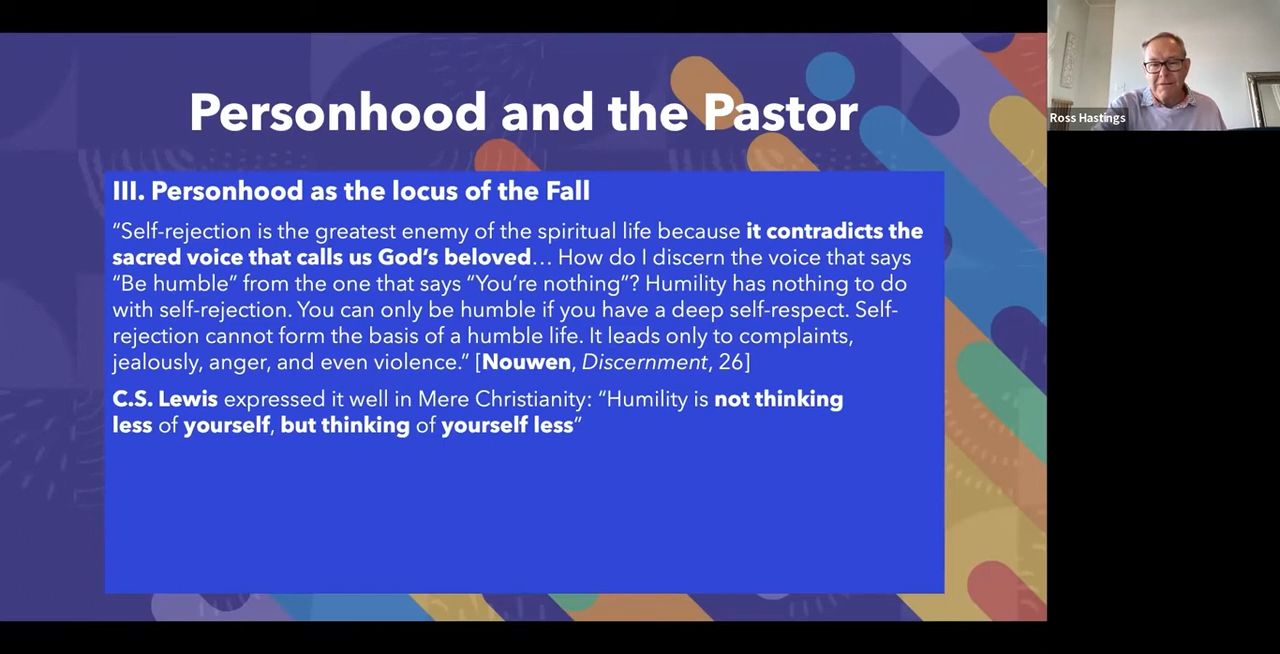 Personhood and the Pastor
Ross Hastings
III. Personhood as the locus of the Fall
“Self-rejection is the greatest enemy of the spiritual life because it contradicts the
sacred voice that calls us God’s beloved… How do I discern the voice that says
“Be humble” from the one that says “You’re nothing”? Humility has nothing to do
with self-rejection. You can only be humble if you have a deep self-respect. Self-
rejection cannot form the basis of a humble life. It leads only to complaints,
jealously, anger, and even violence.” [Nouwen, Discernment, 26]
C.S. Lewis expressed it well in Mere Christianity: “Humility is not thinking
less of yourself, but thinking of yourself less”